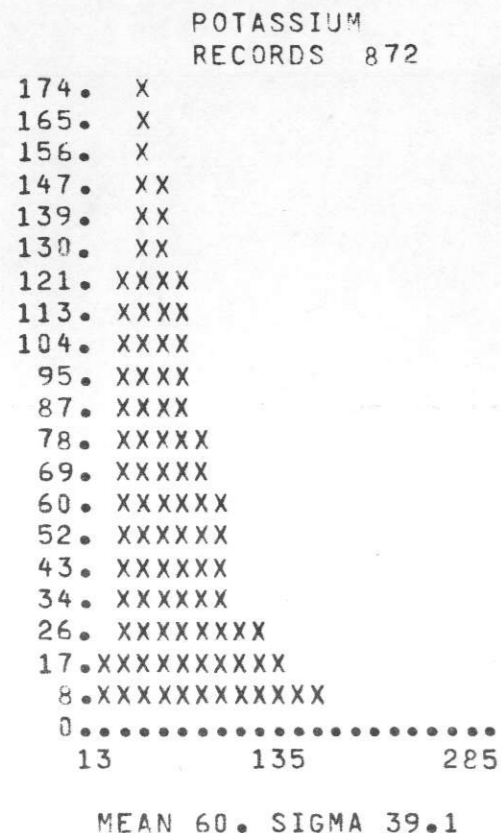 POTASSIUM
RECORDS 872
174. X
165. X
156. X
147. XX
139. XX
130. XX
121. XXXX
113. XXXX
104. XXXX
95. XXXX
87. XXXX
78. XXXXX
69. XXXXX
60. XXXXXX
52. XXXXXX
43. XXXXXX
34. XXXXXX
26. XXXXXXXX
17.XXXXXXXXXX
8.XXXXXXXXXXXX
0......................
13 135 285
MEAN 60. SIGMA 39.1